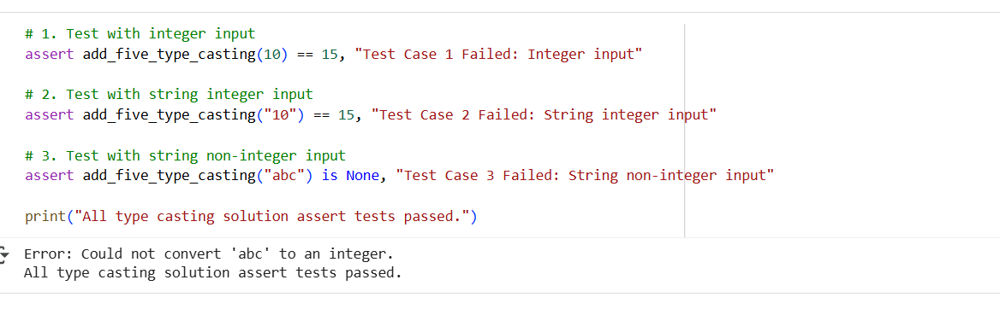 # 1. Test with integer input
assert add_five_type_casting(10) == 15, "Test Case 1 Failed: Integer input"
# 2. Test with string integer input
assert add_five_type_casting("10") == 15, "Test Case 2 Failed: String integer input"
# 3. Test with string non-integer input
assert add_five_type_casting("abc") is None, "Test Case 3 Failed: String non-integer input"
print("All type casting solution assert tests passed.")
Error: Could not convert 'abc' to an integer.
All type casting solution assert tests passed.